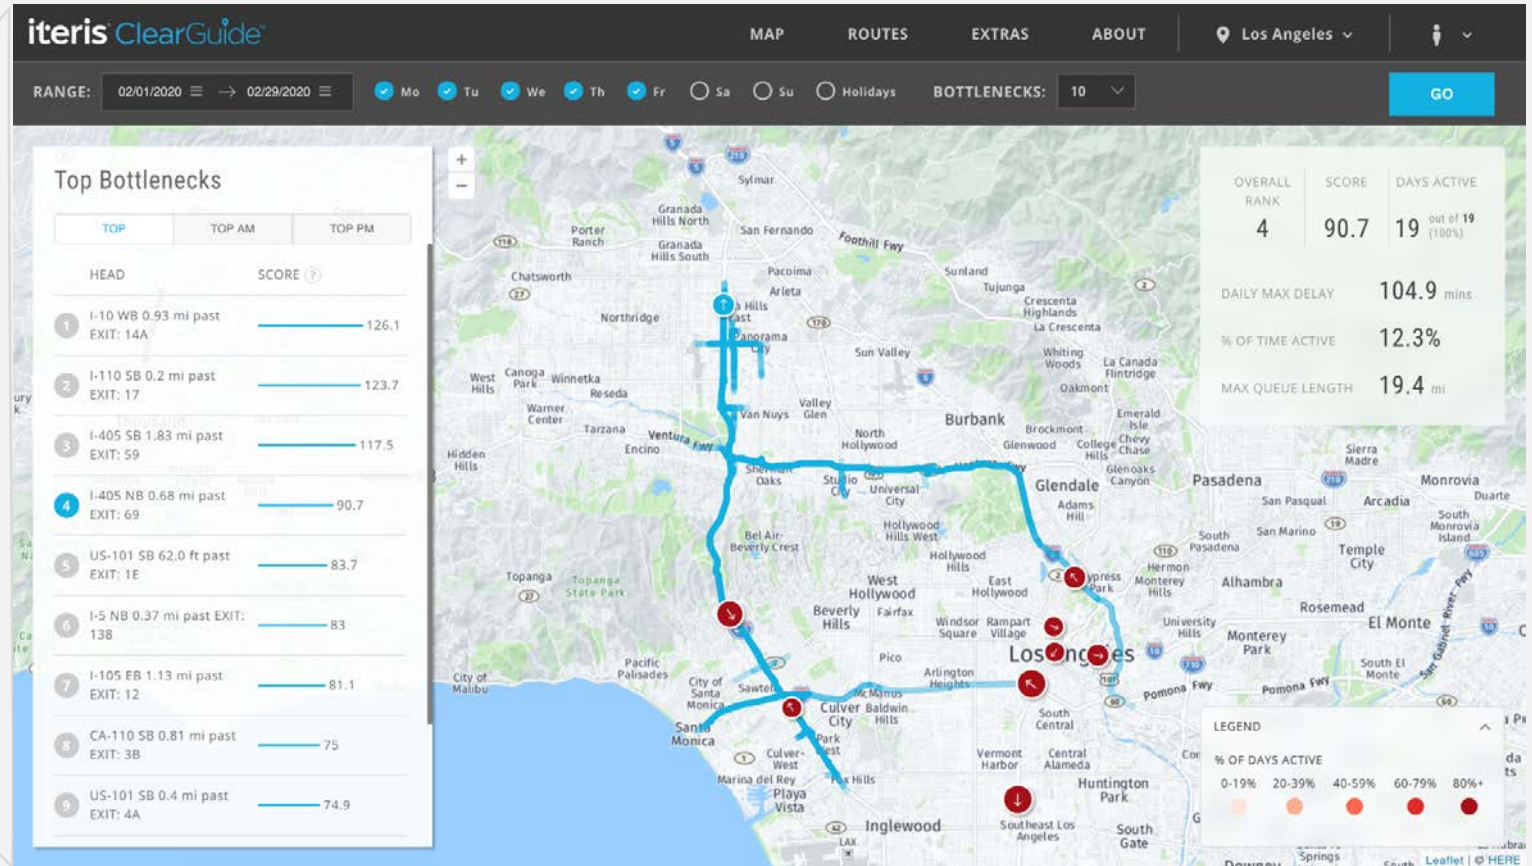 iteris ClearGuide
MAP
ROUTES
EXTRAS
ABOUT
Los Angeles
RANGE:
02/01/2020 → 02/29/2020
Mo
Tu
We
Th
Fr
Sa
Su
Holidays
BOTTLENECKS:
10
GO
Top Bottlenecks
TOP
TOP AM
TOP PM
HEAD
SCORE ?
1
I-10 WB 0.93 mi past
EXIT: 14A
126.1
2
I-110 SB 0.2 mi past
EXIT: 17
123.7
3
I-405 SB 1.83 mi past
EXIT: 59
117.5
4
I-405 NB 0.68 mi past
EXIT: 69
90.7
5
US-101 SB 62.0 ft past
EXIT: 1E
83.7
6
I-5 NB 0.37 mi past EXIT:
138
83
7
I-105 EB 1.13 mi past
EXIT: 12
81.1
8
CA-110 SB 0.81 mi past
EXIT: 3B
75
9
US-101 SB 0.4 mi past
EXIT: 4A
74.9
+
−
OVERALL
RANK
4
SCORE
90.7
DAYS ACTIVE
19 out of 19
(100%)
DAILY MAX DELAY
104.9 mins
% OF TIME ACTIVE
12.3%
MAX QUEUE LENGTH
19.4 mi
Sylmar
Granada
Hills North
Porter
Ranch
San Fernando
Foothill Fwy
Granada
Hills South
Chatsworth
Pacoima
Arleta
Sunland
Tujunga
Northridge
Crescenta
Highlands
La Crescenta
Panorama
City
Sun Valley
Whiting
Woods
La Canada
Flintridge
West
Hills
Canoga
Park
Winnetka
Reseda
Oakmont
Warner
Center
Tarzana
Valley
Glen
Van Nuys
Burbank
Emerald
Isle
Brockmont
Ventura Fwy
Encino
North
Hollywood
Glenwood
College
Hills
Chevy
Chase
Hidden
Hills
Sherman
Oaks
Studio
City
Universal
City
Glendale
Glenoaks
Canyon
Adams
Hill
Pasadena
Sierra
Madre
Monrovia
Duarte
San Pasqual
Arcadia
South
Monrovia
Island
San Marino
South
Pasadena
Temple
City
Bel Air-
Beverly Crest
Hollywood
Hills West
Hollywood
Hills
Hermon
Monterey
Hills
Alhambra
Topanga
Topanga
State Park
West
Hollywood
East
Hollywood
Cypress
Park
Beverly
Hills
Fairfax
Rosemead
El Monte
Windsor
Square
Rampart
Village
University
Hills
Monterey
Park
San Gabriel River Fwy
Pico
Los Angeles
Pacific
Palisades
Arlington
Heights
South El
Monte
City of
Malibu
City of
Santa
Monica
Sawtelle
McManus
Pomona Fwy
Pomona Fwy
Culver
City
Baldwin
Hills
South
Central
Santa
Monica
Park
West
Culver-
West
Vermont
Harbor
Central
Alameda
Marina del Rey
Fox Hills
Huntington
Park
Playa
Vista
Inglewood
Southeast Los
Angeles
South
Gate
LAX
Downey
Springs
LEGEND
% OF DAYS ACTIVE
0-19%
20-39%
40-59%
60-79%
80%+
Leaflet | © HERE